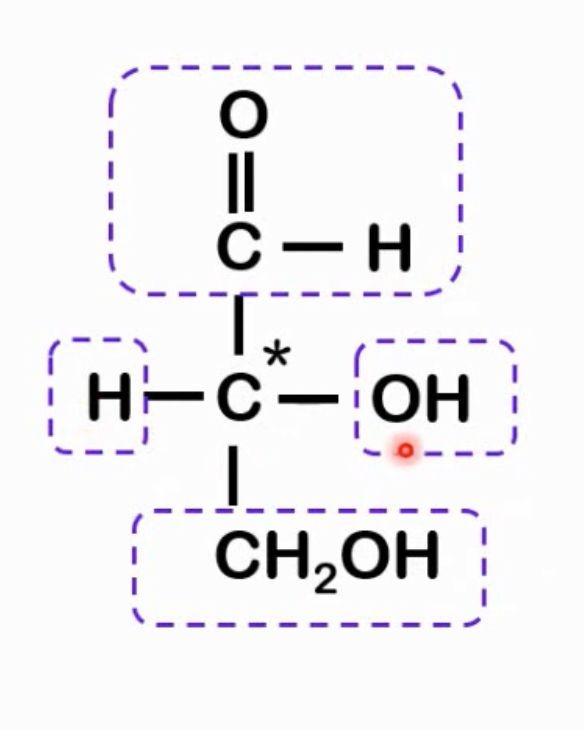 O
C — H
*
H — C — OH
CH₂OH